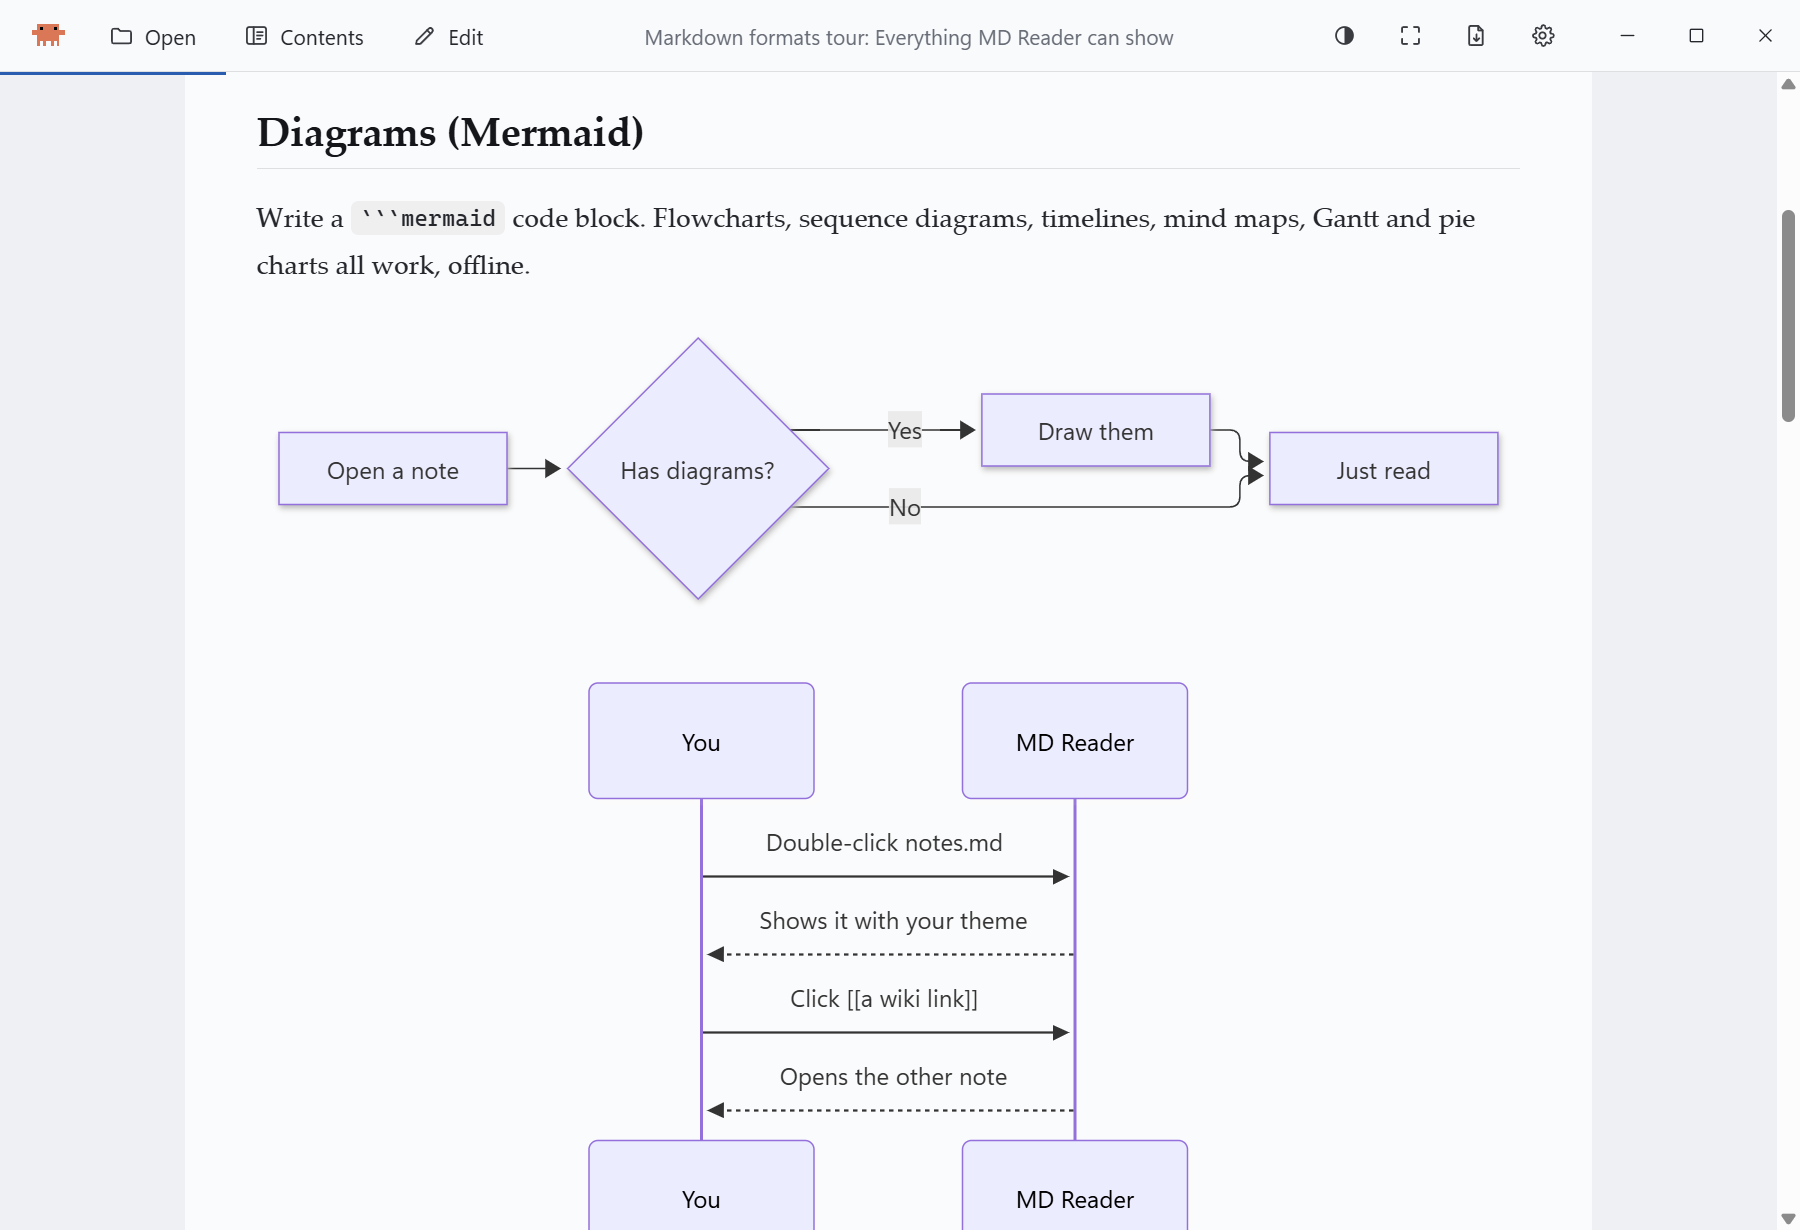 Open
Contents
Edit
Markdown formats tour: Everything MD Reader can show
Diagrams (Mermaid)
Write a ```mermaid code block. Flowcharts, sequence diagrams, timelines, mind maps, Gantt and pie
charts all work, offline.
Open a note
Has diagrams?
Yes
No
Draw them
Just read
You
MD Reader
Double-click notes.md
Shows it with your theme
Click [[a wiki link]]
Opens the other note
You
MD Reader